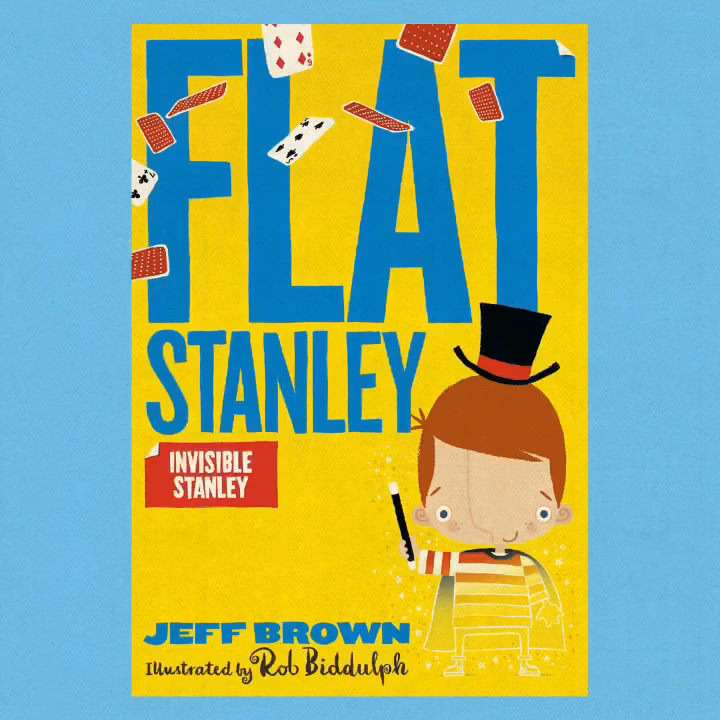 FLAT
STANLEY
INVISIBLE
STANLEY
JEFF BROWN
Illustrated by Rob Biddulph